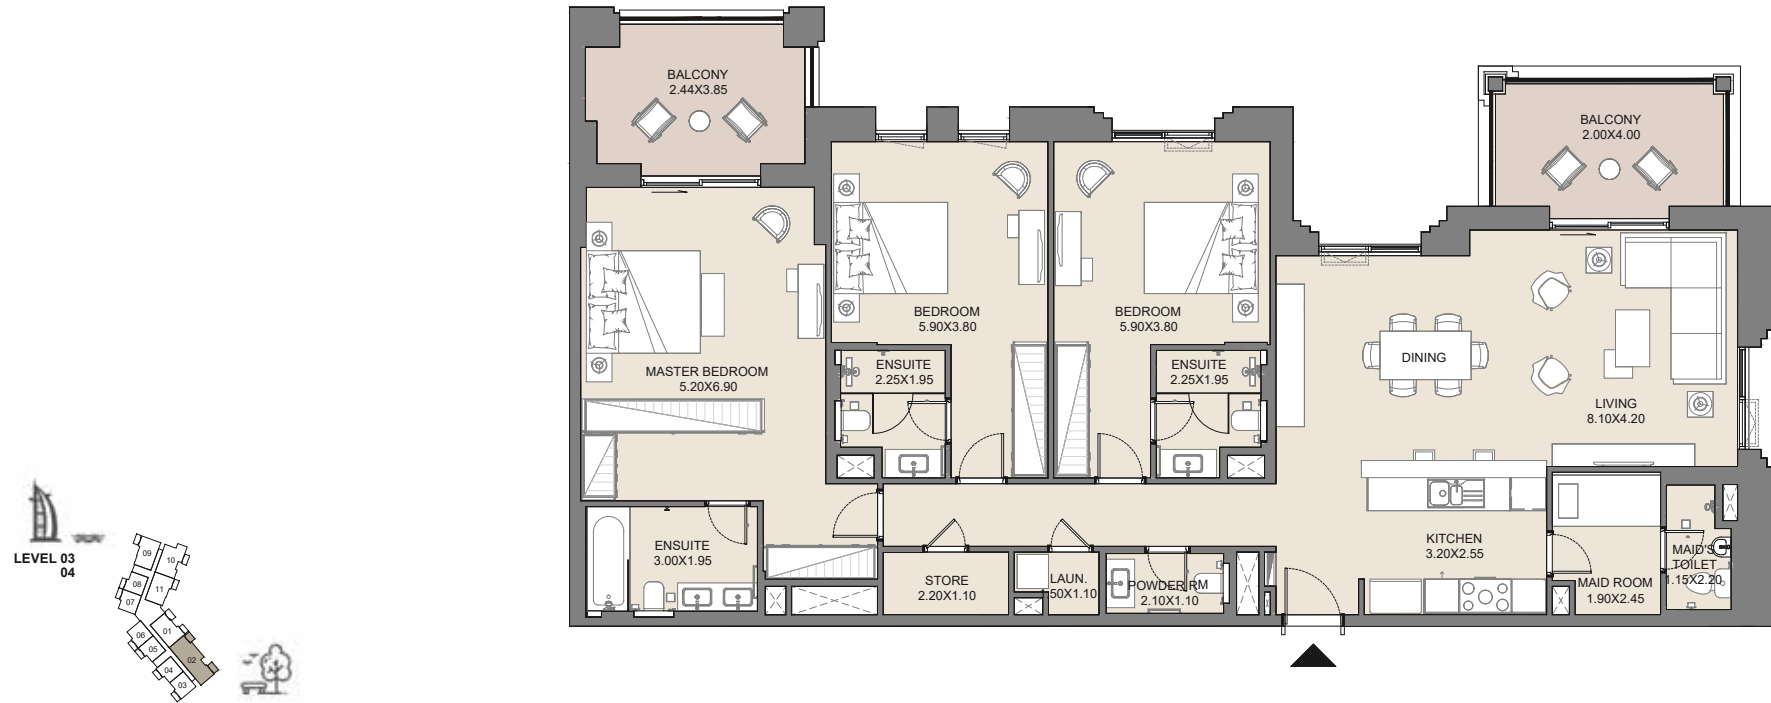 BALCONY
2.44X3.85
BALCONY
2.00X4.00
BEDROOM
5.90X3.80
BEDROOM
5.90X3.80
MASTER BEDROOM
5.20X6.90
ENSUITE
2.25X1.95
ENSUITE
2.25X1.95
DINING
LIVING
8.10X4.20
ENSUITE
3.00X1.95
STORE
2.20X1.10
LAUN.
.50X1.10
POWDER RM
2.10X1.10
KITCHEN
3.20X2.55
MAID ROOM
1.90X2.45
MAID'S
TOILET
1.15X2.20
LEVEL 03
04
09
10
08
11
07
06
01
05
02
04
03